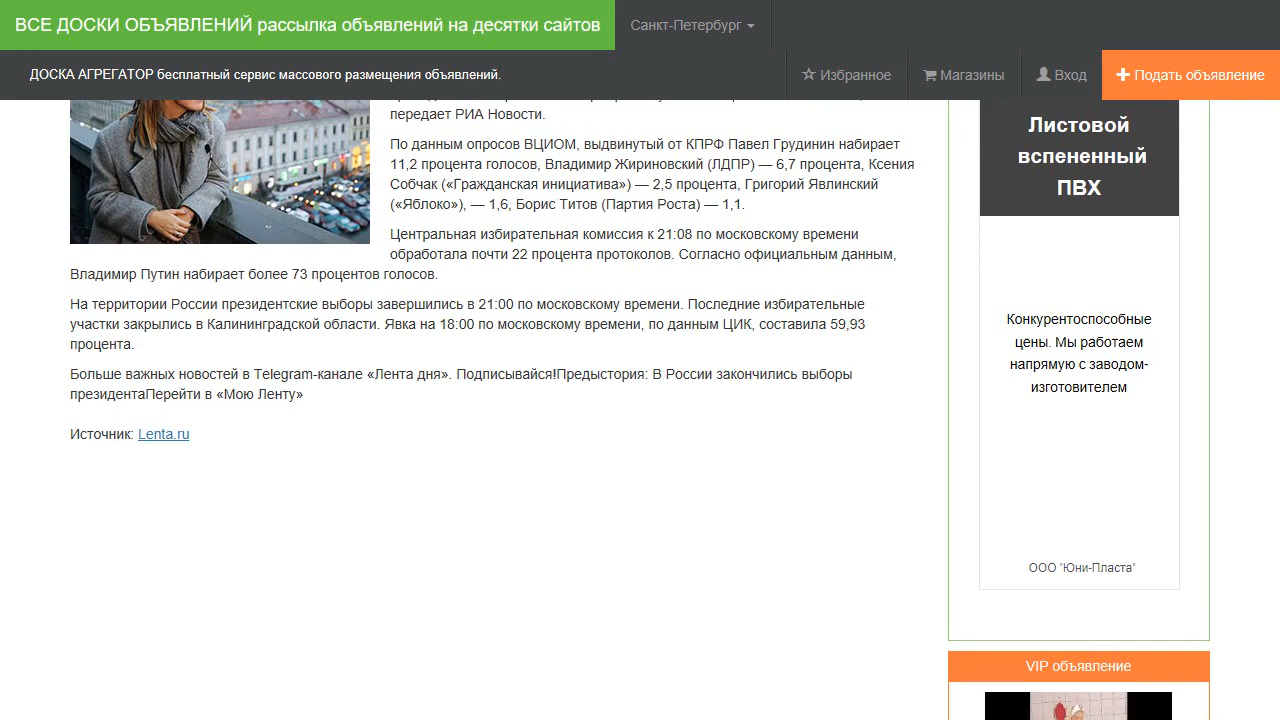 ВСЕ ДОСКИ ОБЪЯВЛЕНИЙ рассылка объявлений на десятки сайтов
Санкт-Петербург
ДОСКА АГРЕГАТОР бесплатный сервис массового размещения объявлений.
Избранное
Магазины
Вход
Подать объявление
передает РИА Новости.
По данным опросов ВЦИОМ, выдвинутый от КПРФ Павел Грудинин набирает
11,2 процента голосов, Владимир Жириновский (ЛДПР) — 6,7 процента, Ксения
Собчак («Гражданская инициатива») — 2,5 процента, Григорий Явлинский
(«Яблоко»), — 1,6, Борис Титов (Партия Роста) — 1,1.
Центральная избирательная комиссия к 21:08 по московскому времени
обработала почти 22 процента протоколов. Согласно официальным данным,
Владимир Путин набирает более 73 процентов голосов.
На территории России президентские выборы завершились в 21:00 по московскому времени. Последние избирательные
участки закрылись в Калининградской области. Явка на 18:00 по московскому времени, по данным ЦИК, составила 59,93
процента.
Больше важных новостей в Telegram-канале «Лента дня». Подписывайся!Предыстория: В России закончились выборы
президентаПерейти в «Мою Ленту»
Источник: Lenta.ru
Листовой
вспененный
ПВХ
Конкурентоспособные
цены. Мы работаем
напрямую с заводом-
изготовителем
ООО "Юни-Пласта"
VIP объявление